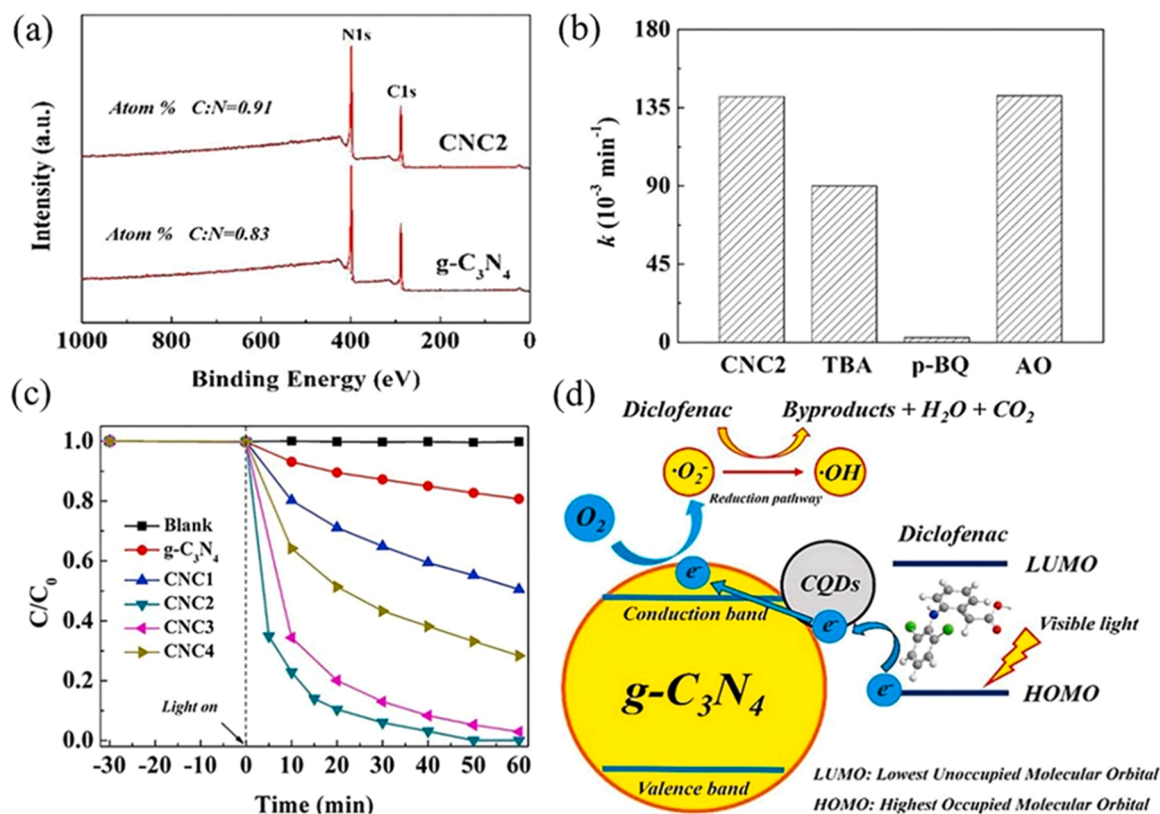 (a)
N1s
C1s
Atom % C:N=0.91
CNC2
Atom % C:N=0.83
g-C₃N₄
Intensity (a.u.)
1000 800 600 400 200 0
Binding Energy (eV)
(b)
180
135
90
45
0
k (10⁻³ min⁻¹)
CNC2 TBA p-BQ AO
(c)
1.0
0.8
0.6
0.4
0.2
0.0
C/C₀
Blank
g-C₃N₄
CNC1
CNC2
CNC3
CNC4
Light on
-30 -20 -10 0 10 20 30 40 50 60
Time (min)
(d)
Diclofenac Byproducts + H₂O + CO₂
·O₂⁻ ·OH
Reduction pathway
O₂
e⁻
CQDs
Conduction band
e⁻
Diclofenac
LUMO
Visible light
e⁻
HOMO
g-C₃N₄
Valence band
LUMO: Lowest Unoccupied Molecular Orbital
HOMO: Highest Occupied Molecular Orbital